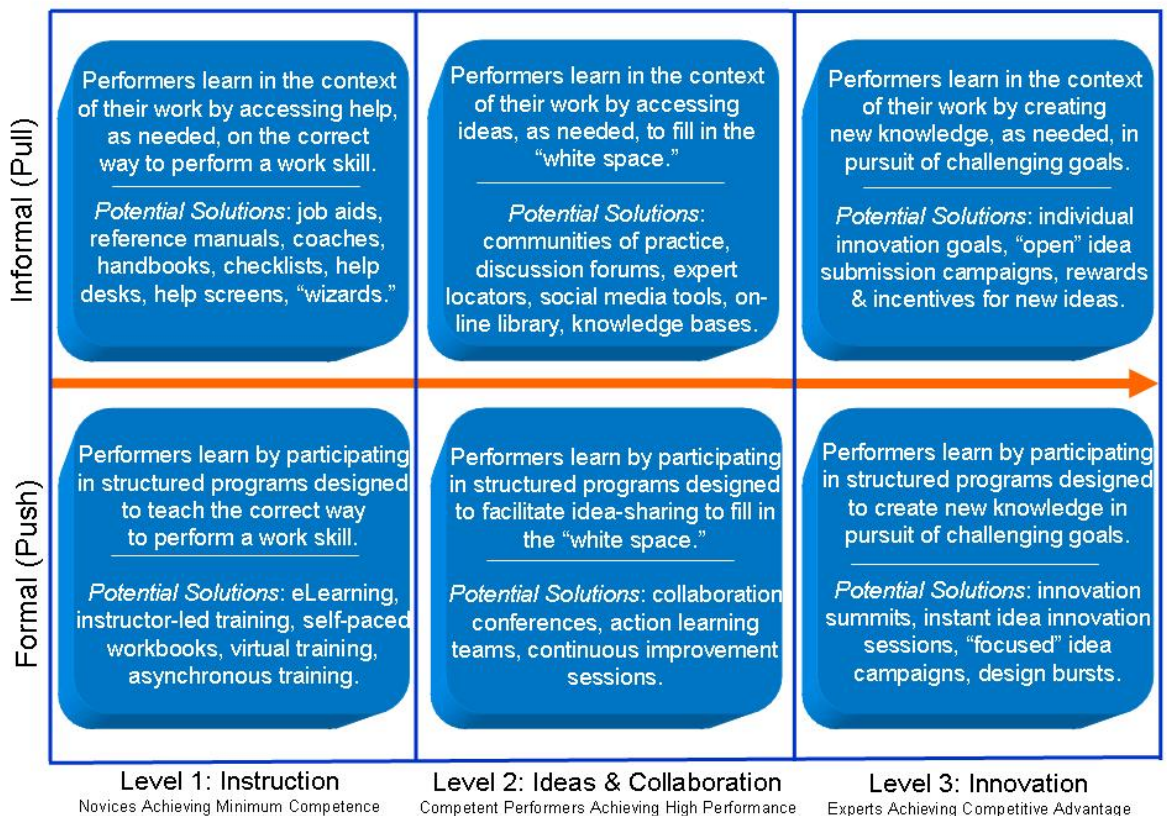 Informal (Pull)
Performers learn in the context
of their work by accessing help,
as needed, on the correct
way to perform a work skill.
Potential Solutions: job aids,
reference manuals, coaches,
handbooks, checklists, help
desks, help screens, “wizards.”
Performers learn in the context
of their work by accessing
ideas, as needed, to fill in the
“white space.”
Potential Solutions:
communities of practice,
discussion forums, expert
locators, social media tools, on-
line library, knowledge bases.
Performers learn in the context
of their work by creating
new knowledge, as needed, in
pursuit of challenging goals.
Potential Solutions: individual
innovation goals, “open” idea
submission campaigns, rewards
& incentives for new ideas.
Formal (Push)
Performers learn by participating
in structured programs designed
to teach the correct way
to perform a work skill.
Potential Solutions: eLearning,
instructor-led training, self-paced
workbooks, virtual training,
asynchronous training.
Performers learn by participating
in structured programs designed
to facilitate idea-sharing to fill in
the “white space.”
Potential Solutions: collaboration
conferences, action learning
teams, continuous improvement
sessions.
Performers learn by participating
in structured programs designed
to create new knowledge in
pursuit of challenging goals.
Potential Solutions: innovation
summits, instant idea innovation
sessions, “focused” idea
campaigns, design bursts.
Level 1: Instruction
Novices Achieving Minimum Competence
Level 2: Ideas & Collaboration
Competent Performers Achieving High Performance
Level 3: Innovation
Experts Achieving Competitive Advantage